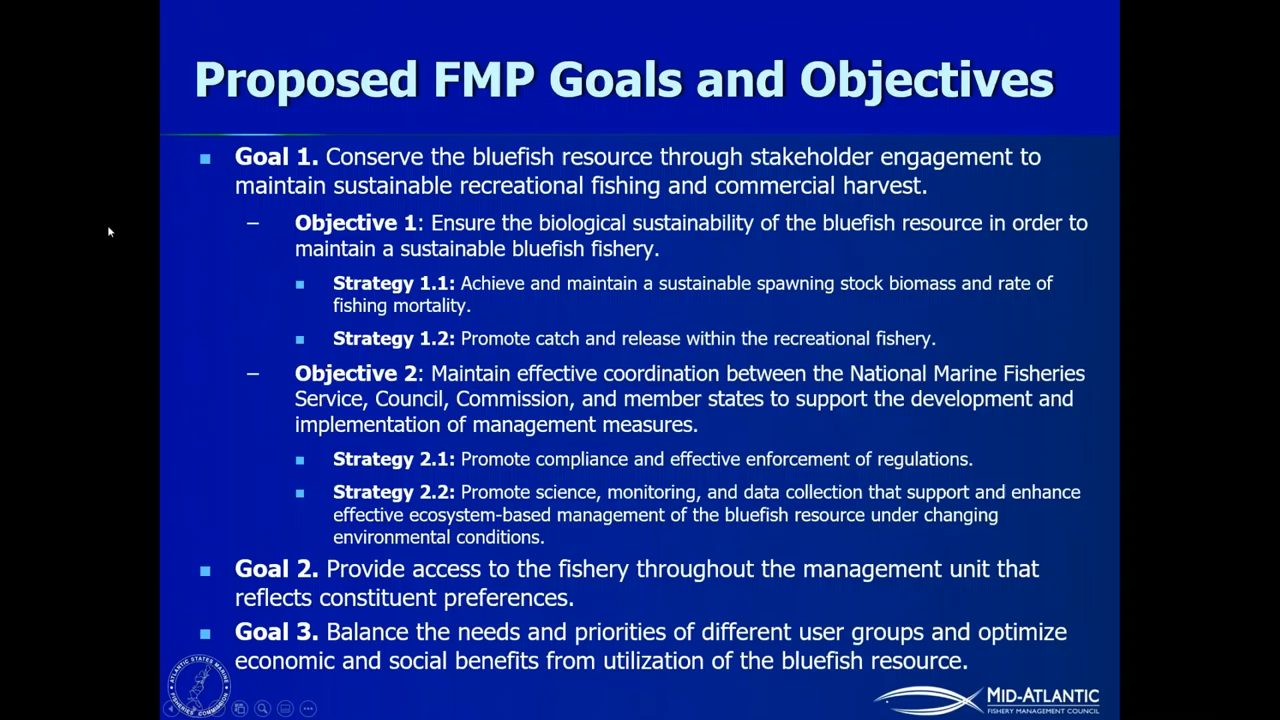 Proposed FMP Goals and Objectives
Goal 1. Conserve the bluefish resource through stakeholder engagement to
maintain sustainable recreational fishing and commercial harvest.
– Objective 1: Ensure the biological sustainability of the bluefish resource in order to
maintain a sustainable bluefish fishery.
Strategy 1.1: Achieve and maintain a sustainable spawning stock biomass and rate of
fishing mortality.
Strategy 1.2: Promote catch and release within the recreational fishery.
– Objective 2: Maintain effective coordination between the National Marine Fisheries
Service, Council, Commission, and member states to support the development and
implementation of management measures.
Strategy 2.1: Promote compliance and effective enforcement of regulations.
Strategy 2.2: Promote science, monitoring, and data collection that support and enhance
effective ecosystem-based management of the bluefish resource under changing
environmental conditions.
Goal 2. Provide access to the fishery throughout the management unit that
reflects constituent preferences.
Goal 3. Balance the needs and priorities of different user groups and optimize
economic and social benefits from utilization of the bluefish resource.
ATLANTIC STATES MARINE
FISHERIES COMMISSION
MID-ATLANTIC
FISHERY MANAGEMENT COUNCIL